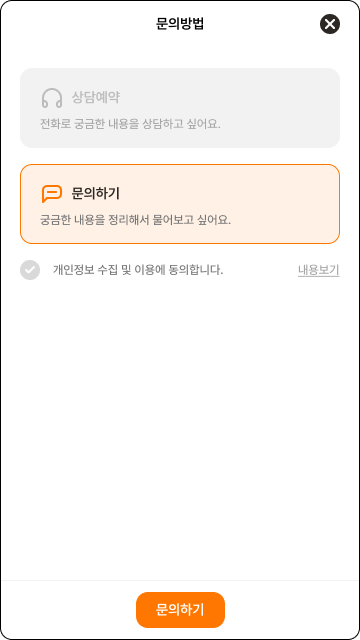 문의방법
상담예약
전화로 궁금한 내용을 상담하고 싶어요.
문의하기
궁금한 내용을 정리해서 물어보고 싶어요.
개인정보 수집 및 이용에 동의합니다. 내용보기
문의하기